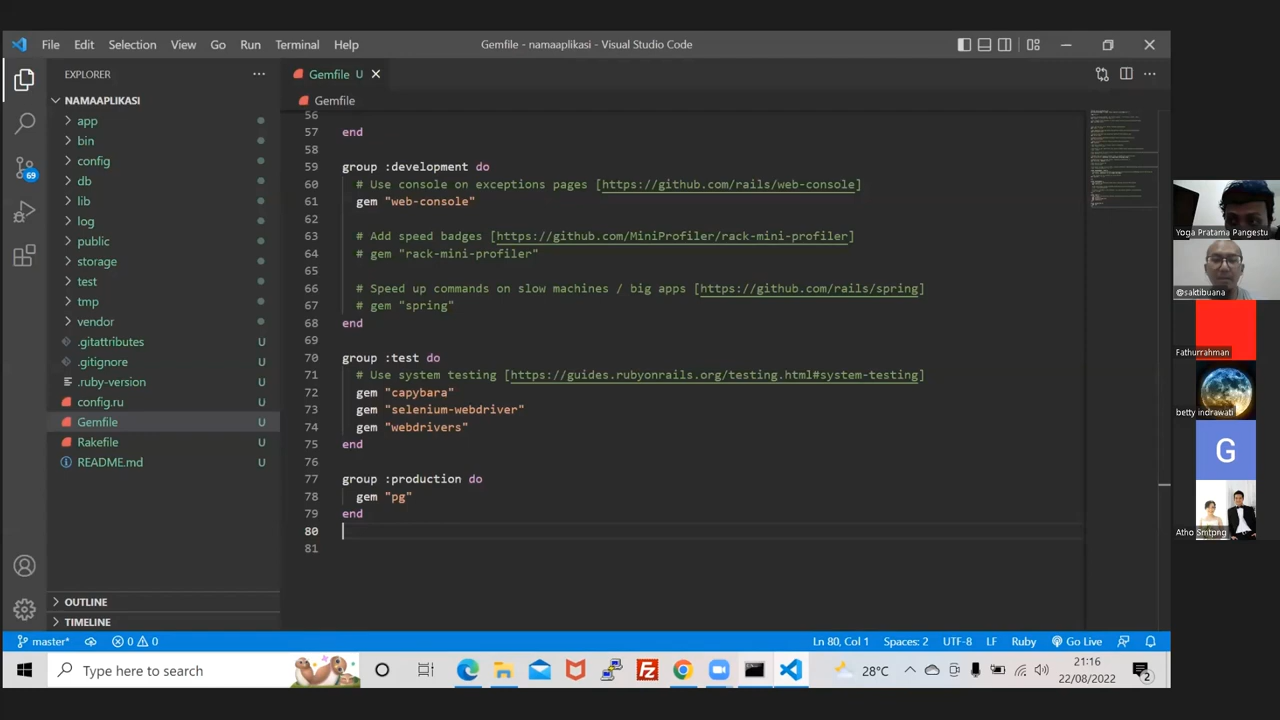 File Edit Selection View Go Run Terminal Help
Gemfile - namaaplikasi - Visual Studio Code
EXPLORER
NAMAAPLIKASI
app
bin
config
db
lib
log
public
storage
test
tmp
vendor
.gitattributes U
.gitignore U
.ruby-version U
config.ru U
Gemfile U
Rakefile U
README.md U
OUTLINE
TIMELINE
69
Gemfile U
Gemfile
56
57 end
58
59 group :development do
60 # Use console on exceptions pages [https://github.com/rails/web-console]
61 gem "web-console"
62
63 # Add speed badges [https://github.com/MiniProfiler/rack-mini-profiler]
64 # gem "rack-mini-profiler"
65
66 # Speed up commands on slow machines / big apps [https://github.com/rails/spring]
67 # gem "spring"
68 end
69
70 group :test do
71 # Use system testing [https://guides.rubyonrails.org/testing.html#system-testing]
72 gem "capybara"
73 gem "selenium-webdriver"
74 gem "webdrivers"
75 end
76
77 group :production do
78 gem "pg"
79 end
80
81
master* 0 0
Ln 80, Col 1 Spaces: 2 UTF-8 LF Ruby Go Live
Type here to search
28°C
21:16
22/08/2022
2
Yoga Pratama Pangestu
@saktibuana
Fathurrahman
betty indrawati
G
Atho Smtpng